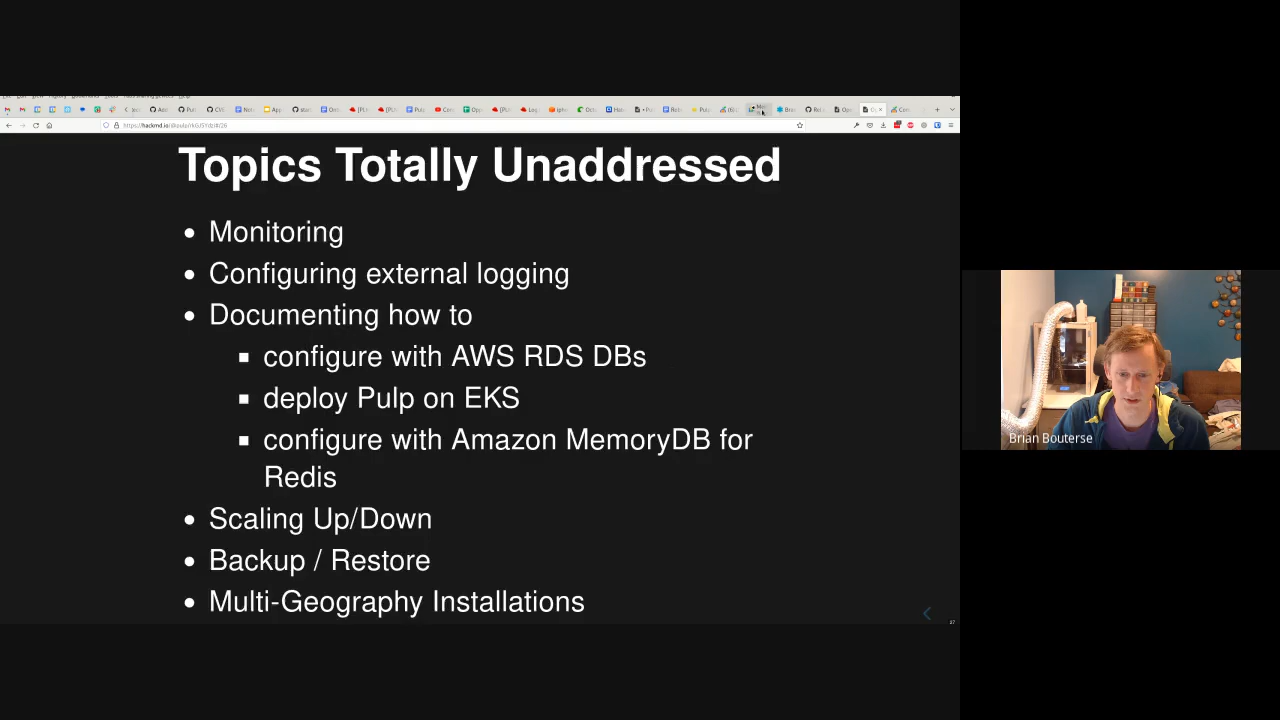 Topics Totally Unaddressed
Monitoring
Configuring external logging
Documenting how to
configure with AWS RDS DBs
deploy Pulp on EKS
configure with Amazon MemoryDB for
Redis
Scaling Up/Down
Backup / Restore
Multi-Geography Installations
Brian Bouterse